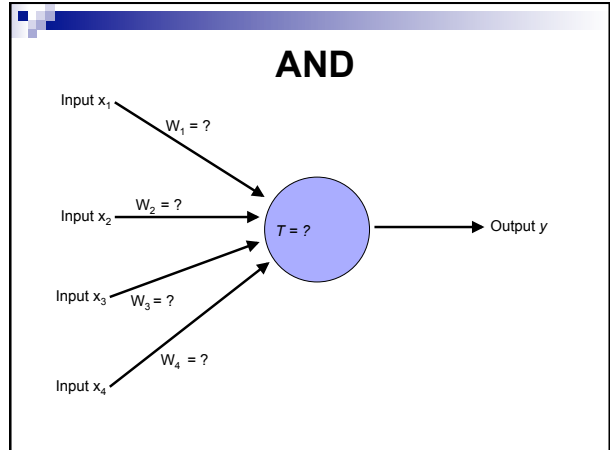 AND
Input x₁
W₁ = ?
Input x₂
W₂ = ?
T = ?
Output y
Input x₃
W₃ = ?
W₄ = ?
Input x₄